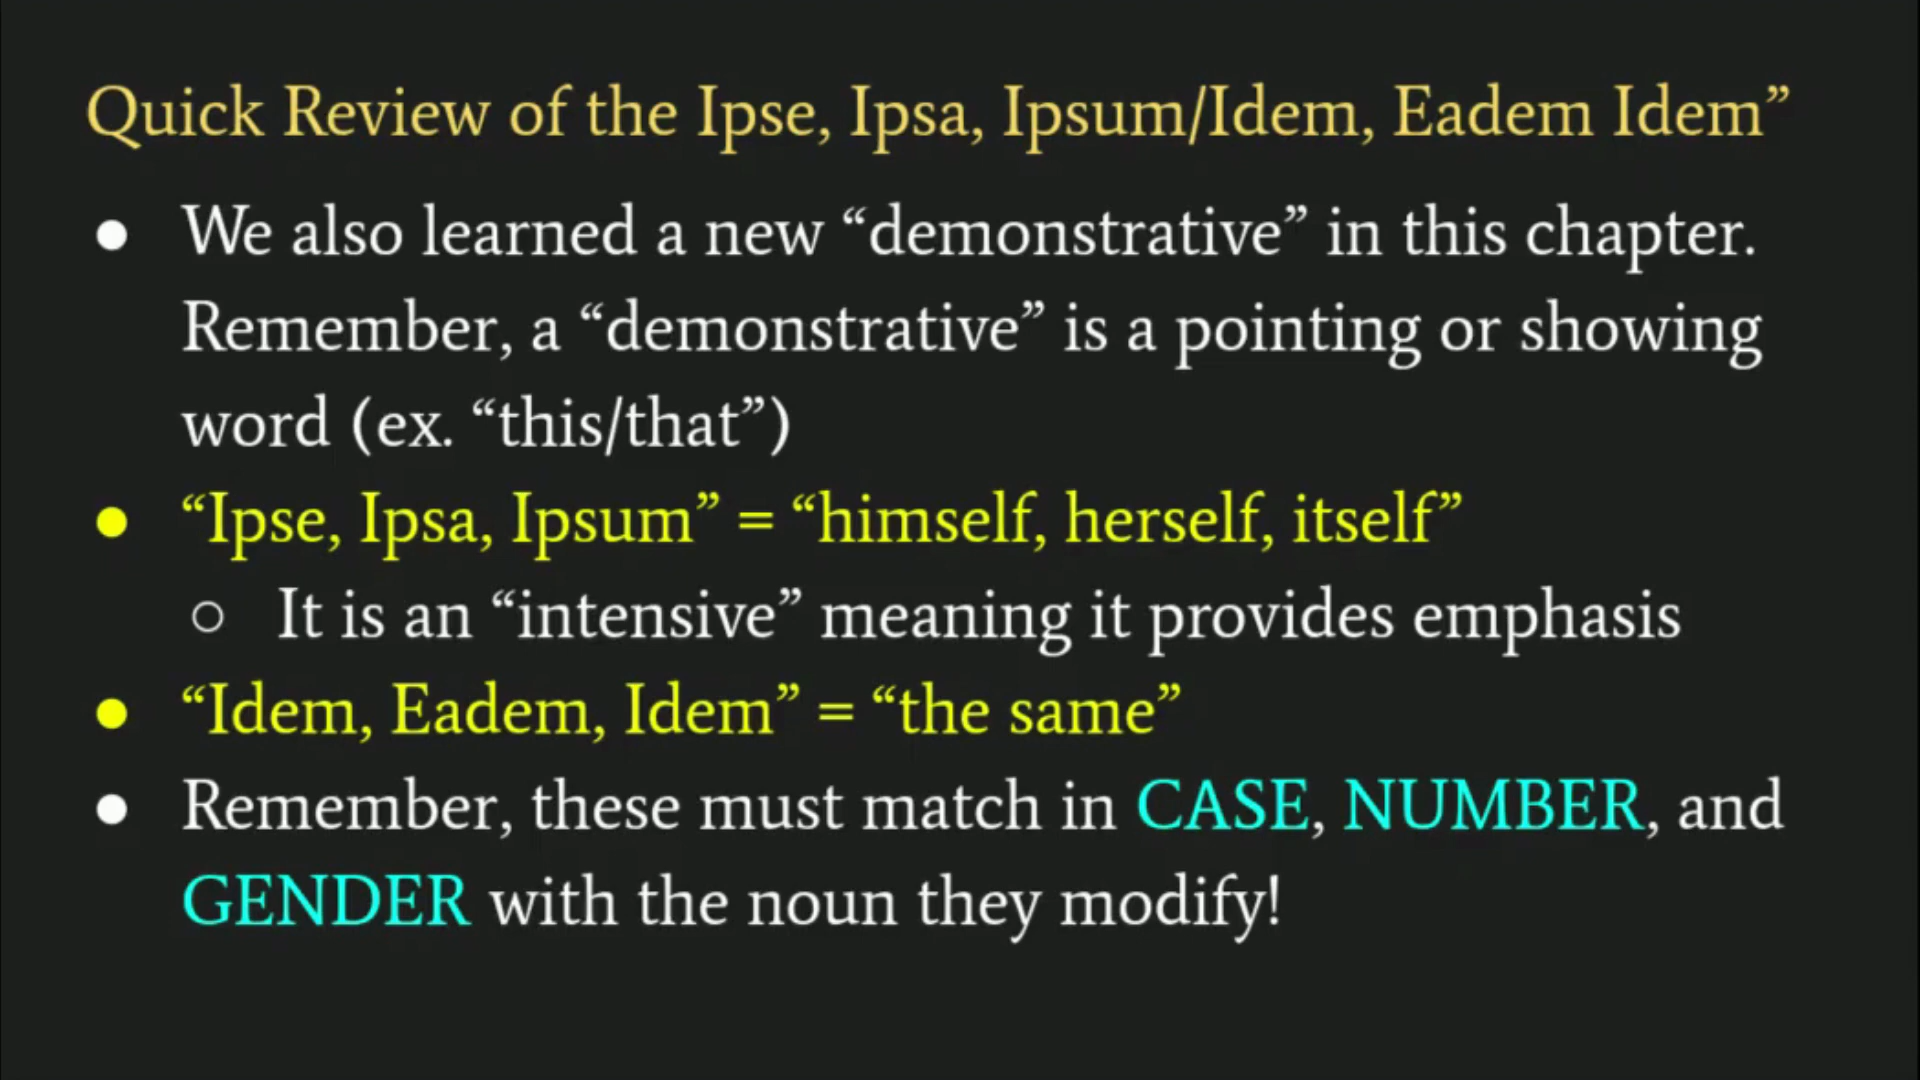 Quick Review of the Ipse, Ipsa, Ipsum/Idem, Eadem Idem”
● We also learned a new “demonstrative” in this chapter.
Remember, a “demonstrative” is a pointing or showing
word (ex. “this/that”)
● “Ipse, Ipsa, Ipsum” = “himself, herself, itself”
○ It is an “intensive” meaning it provides emphasis
● “Idem, Eadem, Idem” = “the same”
● Remember, these must match in CASE, NUMBER, and
GENDER with the noun they modify!